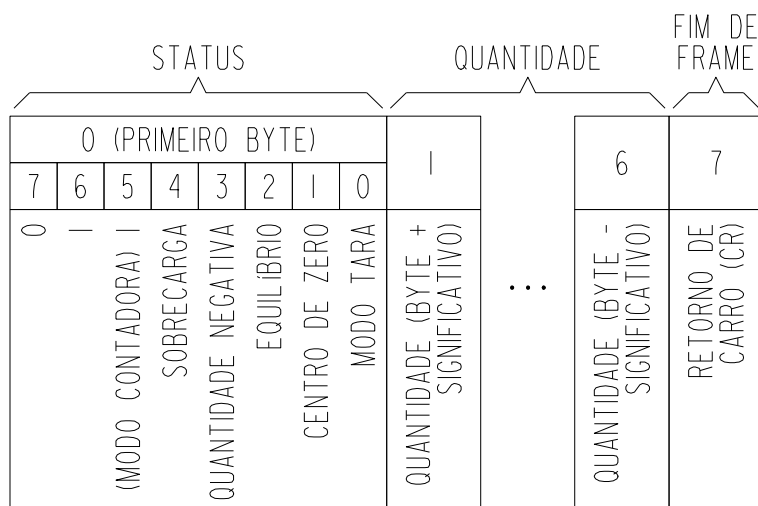 STATUS
QUANTIDADE
FIM DE
FRAME
0 (PRIMEIRO BYTE)
7 6 5 4 3 2 1 0
1
...
6
7
0
1
(MODO CONTADORA) 1
SOBRECARGA
QUANTIDADE NEGATIVA
EQUILÍBRIO
CENTRO DE ZERO
MODO TARA
QUANTIDADE (BYTE +
SIGNIFICATIVO)
QUANTIDADE (BYTE -
SIGNIFICATIVO)
RETORNO DE
CARRO (CR)